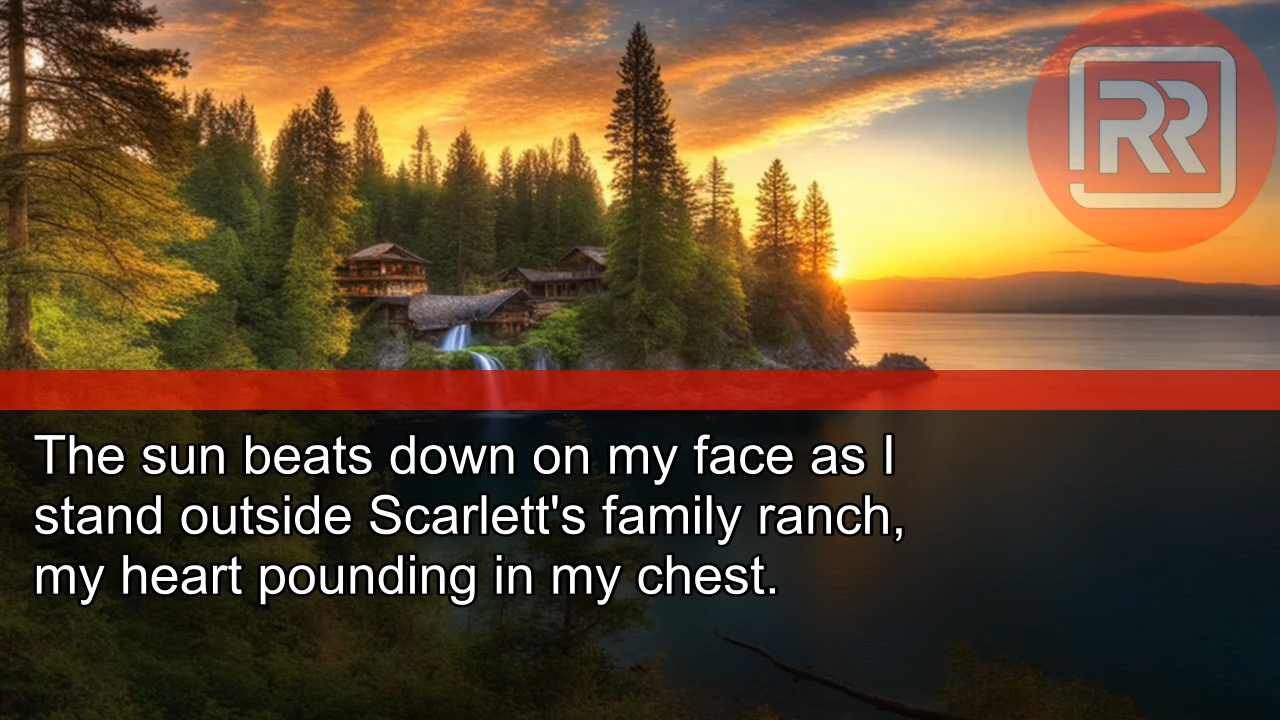 RR
The sun beats down on my face as I
stand outside Scarlett's family ranch,
my heart pounding in my chest.